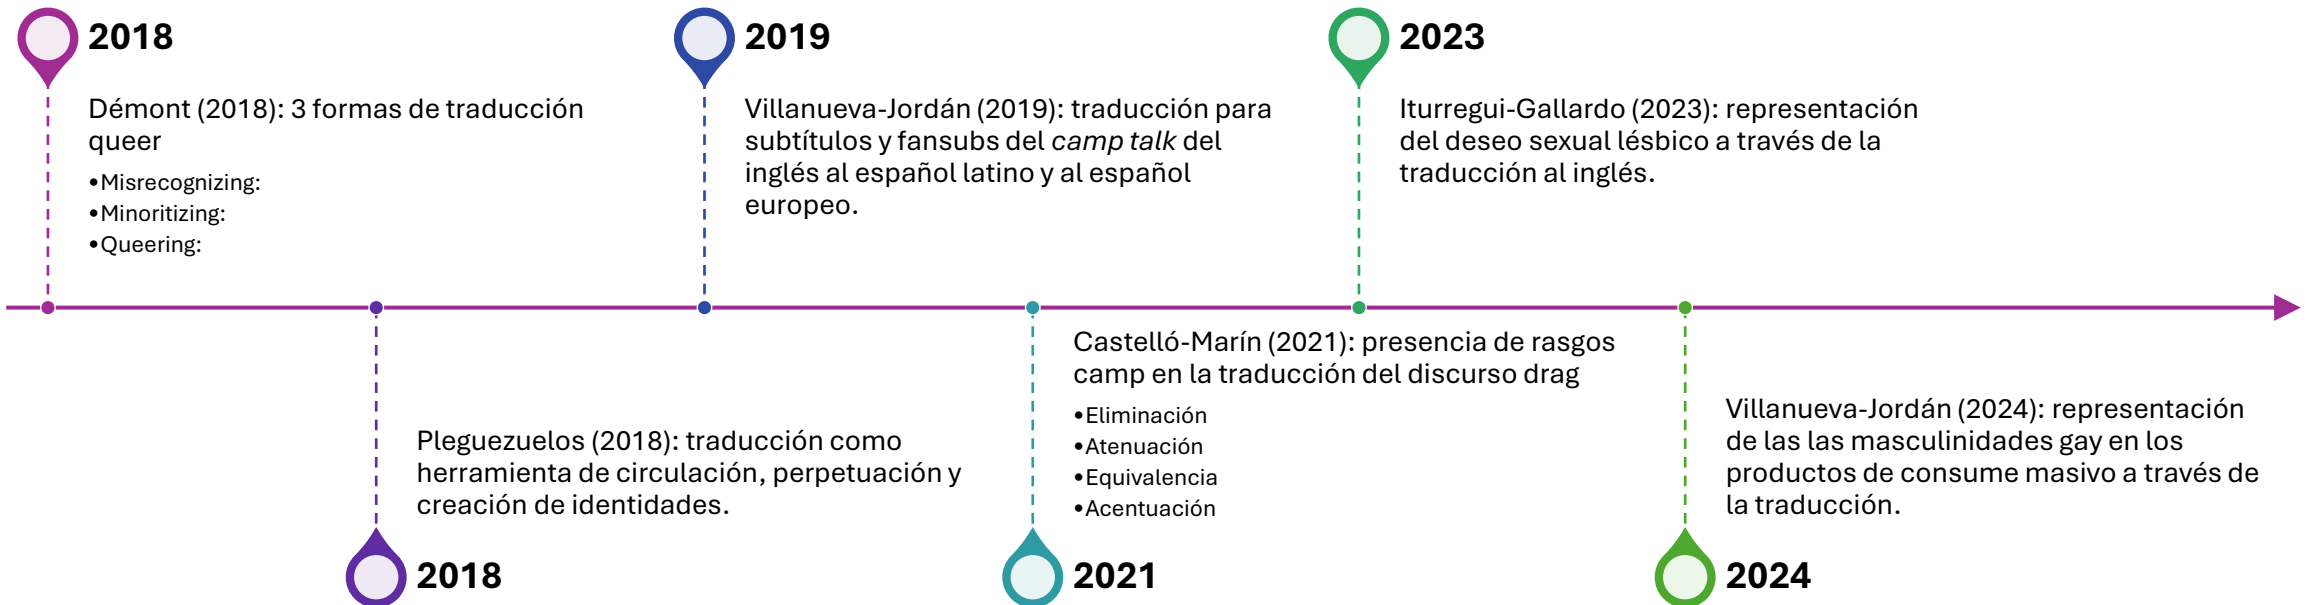 2018
Démont (2018): 3 formas de traducción
queer
•Misrecognizing:
•Minoritizing:
•Queering:
2019
Villanueva-Jordán (2019): traducción para
subtítulos y fansubs del camp talk del
inglés al español latino y al español
europeo.
2023
Iturregui-Gallardo (2023): representación
del deseo sexual lésbico a través de la
traducción al inglés.
Pleguezuelos (2018): traducción como
herramienta de circulación, perpetuación y
creación de identidades.
2018
Castelló-Marín (2021): presencia de rasgos
camp en la traducción del discurso drag
•Eliminación
•Atenuación
•Equivalencia
•Acentuación
2021
Villanueva-Jordán (2024): representación
de las las masculinidades gay en los
productos de consume masivo a través de
la traducción.
2024